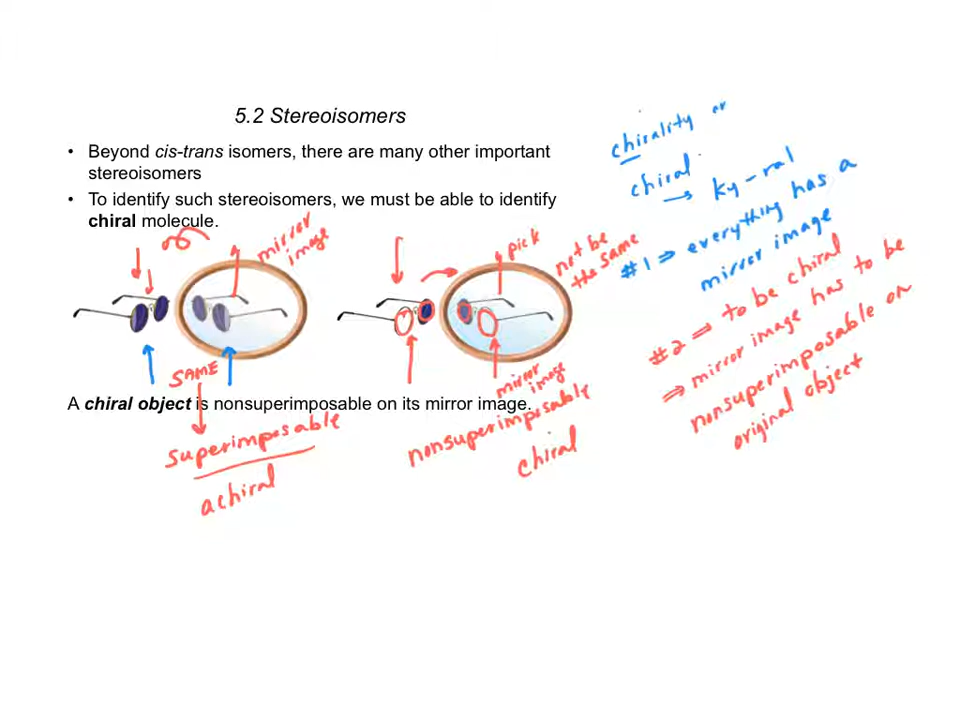 5.2 Stereoisomers
• Beyond cis-trans isomers, there are many other important
stereoisomers
• To identify such stereoisomers, we must be able to identify
chiral molecule.
mirror
image
SAME
A chiral object is nonsuperimposable on its mirror image.
superimposable
achiral
pick
not be
the same
mirror image
nonsuperimposable
chiral
chirality or
chiral
→ ky-ral
#1 ⇒ everything has a
mirror image
#2 ⇒ to be chiral
⇒ mirror image has to be
nonsuperimposable on
original object